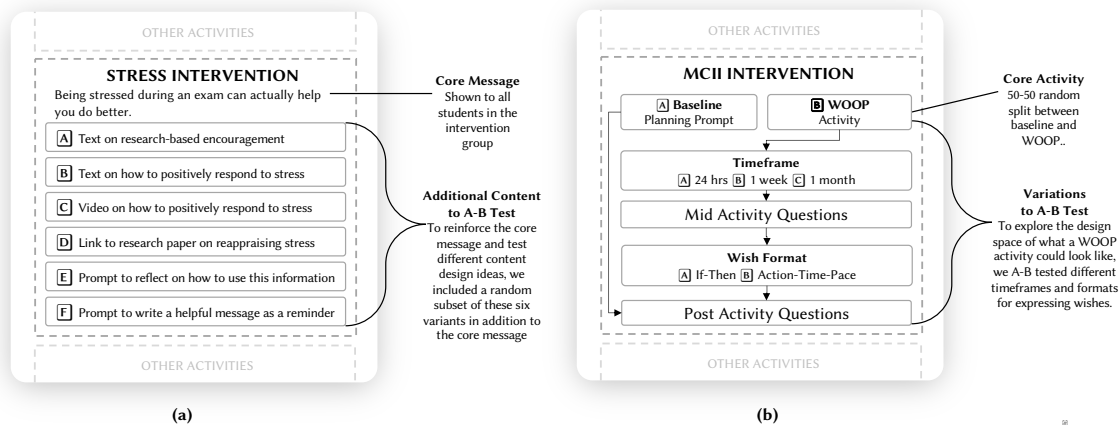 OTHER ACTIVITIES
STRESS INTERVENTION
Being stressed during an exam can actually help
you do better.
A Text on research-based encouragement
B Text on how to positively respond to stress
C Video on how to positively respond to stress
D Link to research paper on reappraising stress
E Prompt to reflect on how to use this information
F Prompt to write a helpful message as a reminder
OTHER ACTIVITIES
Core Message
Shown to all
students in the
intervention
group
Additional Content
to A-B Test
To reinforce the core
message and test
different content
design ideas, we
included a random
subset of these six
variants in addition to
the core message
(a)
OTHER ACTIVITIES
MCII INTERVENTION
A Baseline
Planning Prompt
B WOOP
Activity
Timeframe
A 24 hrs B 1 week C 1 month
Mid Activity Questions
Wish Format
A If-Then B Action-Time-Pace
Post Activity Questions
OTHER ACTIVITIES
Core Activity
50-50 random
split between
baseline and
WOOP..
Variations
to A-B Test
To explore the design
space of what a WOOP
activity could look like,
we A-B tested different
timeframes and formats
for expressing wishes.
(b)